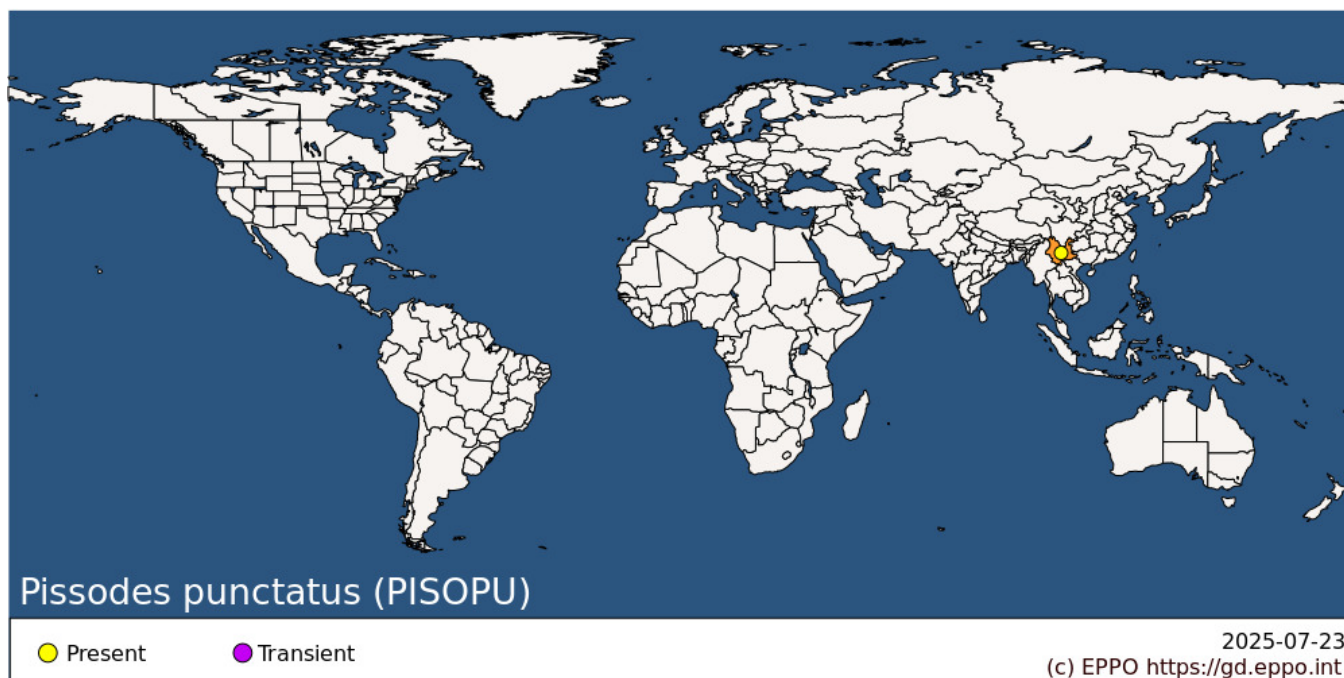 Pissodes punctatus (PISOPU)
Present
Transient
2025-07-23
(c) EPPO https://gd.eppo.int